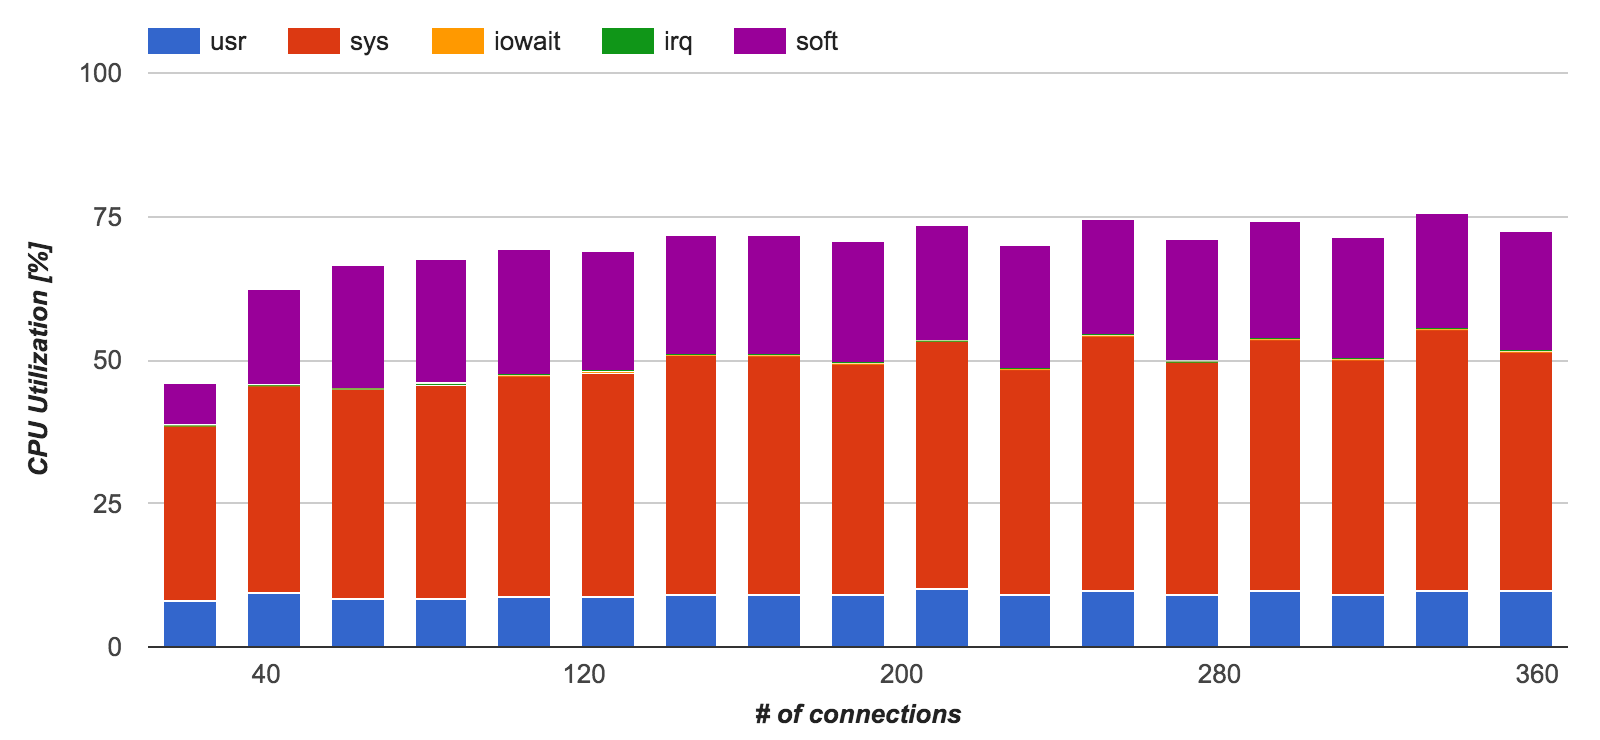 usr sys iowait irq soft
100
75
50
25
0
CPU Utilization [%]
40 120 200 280 360
# of connections